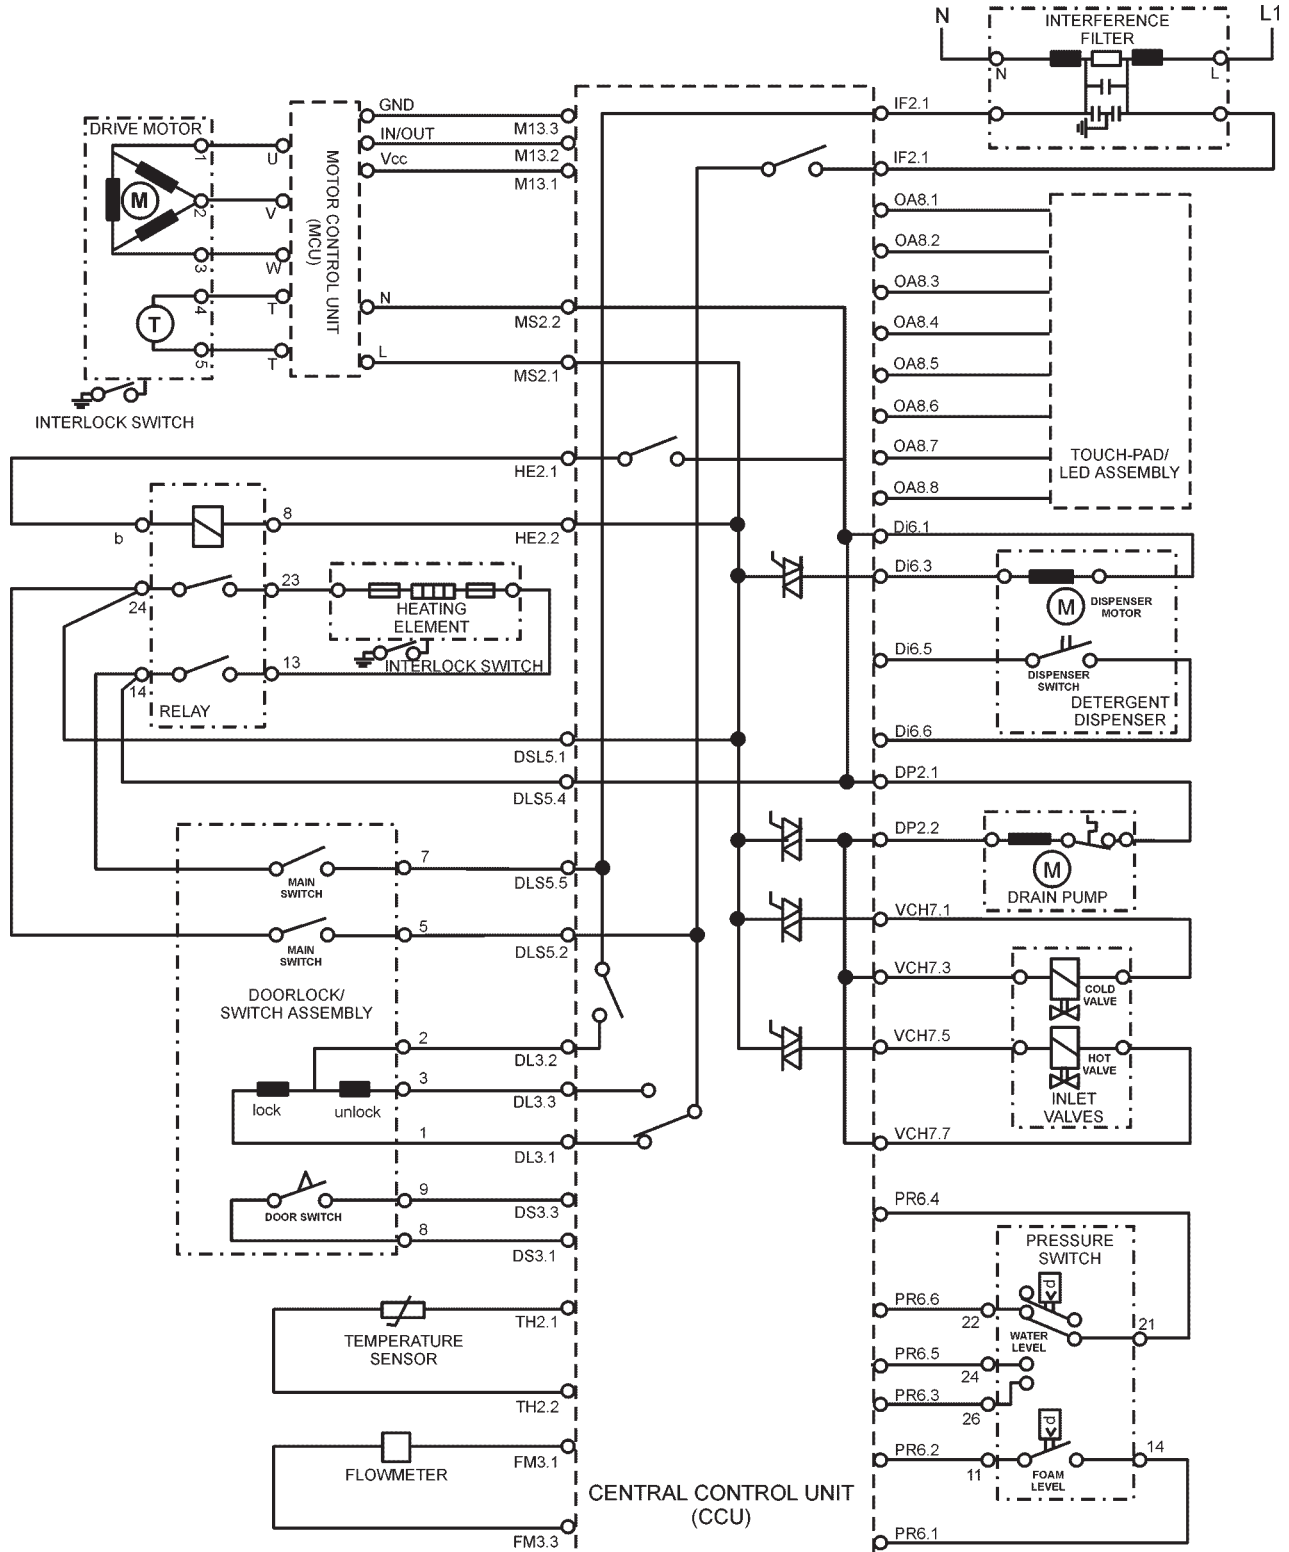 N
L1
INTERFERENCE
FILTER
N
L
IF2.1
IF2.1
DRIVE MOTOR
1
2
3
4
5
M
T
U
V
W
T
T
MOTOR CONTROL UNIT
(MCU)
GND
IN/OUT
Vcc
N
L
M13.3
M13.2
M13.1
MS2.2
MS2.1
INTERLOCK SWITCH
OA8.1
OA8.2
OA8.3
OA8.4
OA8.5
OA8.6
OA8.7
OA8.8
TOUCH-PAD/
LED ASSEMBLY
HE2.1
HE2.2
b
8
24
23
14
13
RELAY
HEATING
ELEMENT
INTERLOCK SWITCH
Di6.1
Di6.3
Di6.5
Di6.6
M
DISPENSER
MOTOR
DISPENSER
SWITCH
DETERGENT
DISPENSER
DSL5.1
DLS5.4
DP2.1
DP2.2
M
DRAIN PUMP
7
MAIN
SWITCH
DLS5.5
5
MAIN
SWITCH
DLS5.2
DOORLOCK/
SWITCH ASSEMBLY
VCH7.1
VCH7.3
VCH7.5
VCH7.7
COLD
VALVE
HOT
VALVE
INLET
VALVES
2
DL3.2
3
DL3.3
lock
unlock
1
DL3.1
9
DS3.3
DOOR SWITCH
8
DS3.1
TH2.1
TEMPERATURE
SENSOR
TH2.2
FM3.1
FLOWMETER
FM3.3
CENTRAL CONTROL UNIT
(CCU)
PR6.4
PRESSURE
SWITCH
p
PR6.6
22
21
WATER
LEVEL
PR6.5
24
PR6.3
26
p
PR6.2
11
14
FOAM
LEVEL
PR6.1